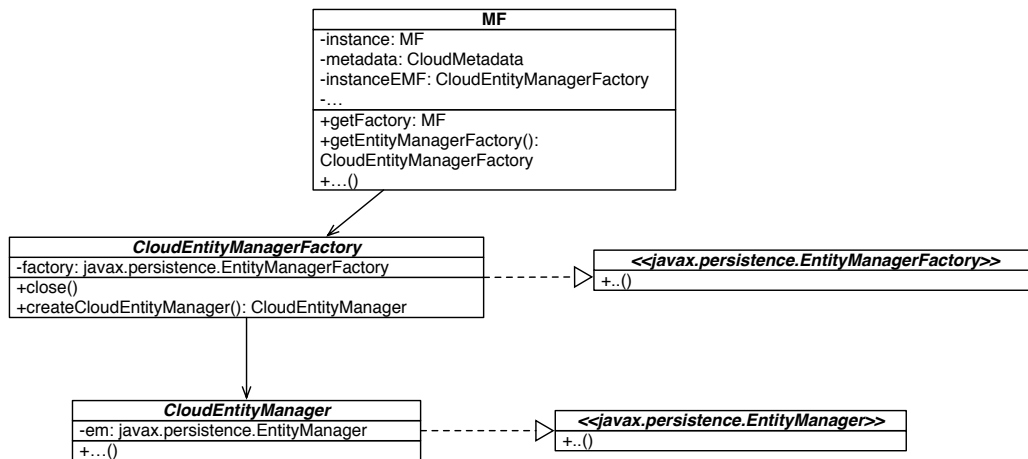 MF
-instance: MF
-metadata: CloudMetadata
-instanceEMF: CloudEntityManagerFactory
-...
+getFactory: MF
+getEntityManagerFactory():
CloudEntityManagerFactory
+...()
CloudEntityManagerFactory
-factory: javax.persistence.EntityManagerFactory
+close()
+createCloudEntityManager(): CloudEntityManager
<<javax.persistence.EntityManagerFactory>>
+..()
CloudEntityManager
-em: javax.persistence.EntityManager
+...()
<<javax.persistence.EntityManager>>
+..()